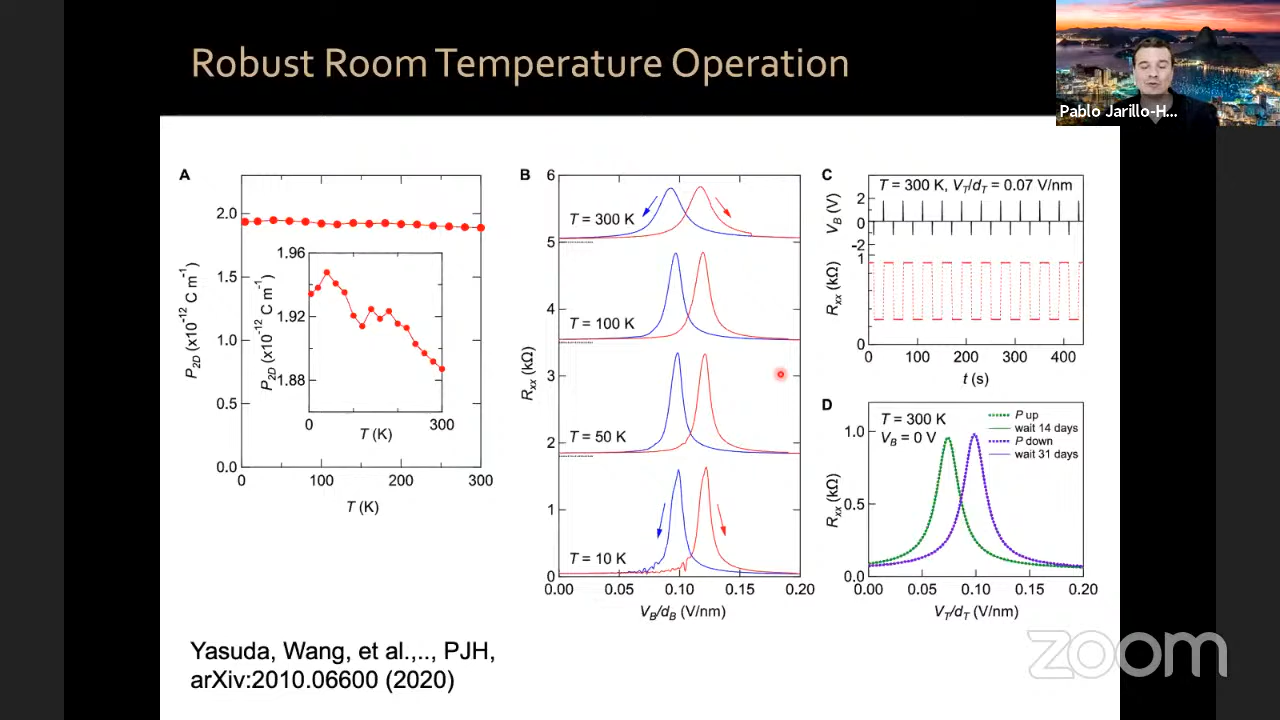 Robust Room Temperature Operation
Pablo Jarillo-H...
A
2.0
1.5
1.0
0.5
0.0
P2D (x10⁻¹² C m⁻¹)
0
100
200
300
T (K)
1.96
1.92
1.88
P2D (x10⁻¹² C m⁻¹)
0
300
T (K)
B
6
5
4
3
2
1
0
Rxx (kΩ)
T = 300 K
T = 100 K
T = 50 K
T = 10 K
0.00
0.05
0.10
0.15
0.20
VB/dB (V/nm)
C
T = 300 K, VT/dT = 0.07 V/nm
2
0
-2
VB (V)
1
0
Rxx (kΩ)
0
100
200
300
400
t (s)
D
T = 300 K
VB = 0 V
P up
wait 14 days
P down
wait 31 days
1.0
0.5
0.0
Rxx (kΩ)
0.00
0.05
0.10
0.15
0.20
VT/dT (V/nm)
Yasuda, Wang, et al.,.., PJH,
arXiv:2010.06600 (2020)
zoom